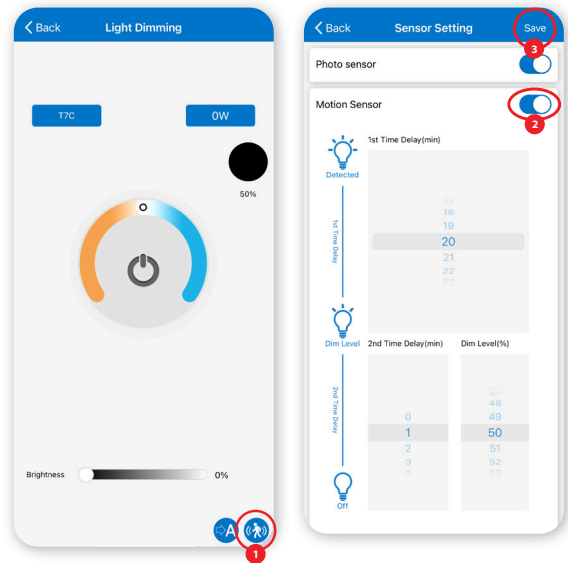 Back
Light Dimming
T7C
0W
50%
Brightness
0%
A
1
Back
Sensor Setting
Save
3
Photo sensor
Motion Sensor
2
1st Time Delay(min)
Detected
1st Time Delay
18
19
20
21
22
Dim Level
2nd Time Delay(min)
Dim Level(%)
2nd Time Delay
0
1
2
3
48
49
50
51
52
Off